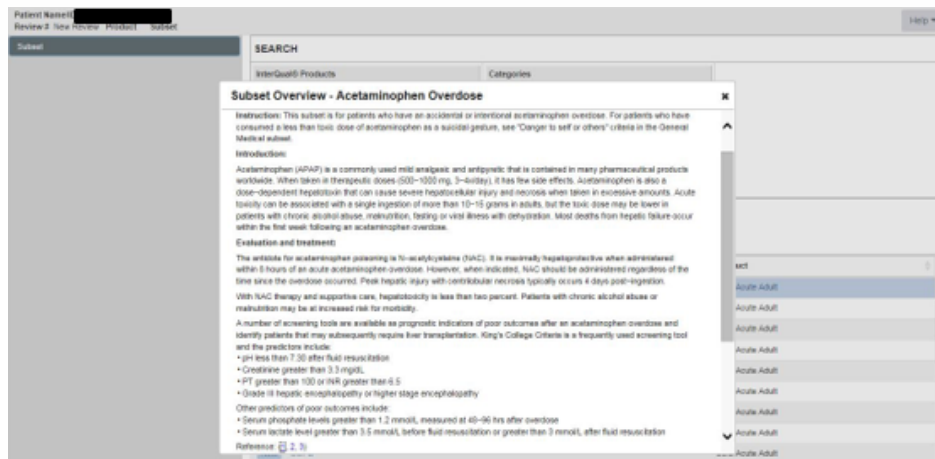 Patient Name/ID
Review # New Review Product Subset
Help
Subset
SEARCH
InterQual® Products
Categories
Subset Overview - Acetaminophen Overdose
Instruction: This subset is for patients who have an accidental or intentional acetaminophen overdose. For patients who have
consumed a less than toxic dose of acetaminophen as a suicidal gesture, see "Danger to self or others" criteria in the General
Medical subset.
Introduction:
Acetaminophen (APAP) is a commonly used mild analgesic and antipyretic that is contained in many pharmaceutical products
worldwide. When taken in therapeutic doses (500-1000 mg, 3-4x/day), it has few side effects. Acetaminophen is also a
dose-dependent hepatotoxin that can cause severe hepatocellular injury and necrosis when taken in excessive amounts. Acute
toxicity can be associated with a single ingestion of more than 10-15 grams in adults, but the toxic dose may be lower in
patients with chronic alcohol abuse, malnutrition, fasting or viral illness with dehydration. Most deaths from hepatic failure occur
within the first week following an acetaminophen overdose.
Evaluation and treatment:
The antidote for acetaminophen poisoning is N-acetylcysteine (NAC). It is maximally hepatoprotective when administered
within 8 hours of an acute acetaminophen overdose. However, when indicated, NAC should be administered regardless of the
time since the overdose occurred. Peak hepatic injury with centrilobular necrosis typically occurs 4 days post-ingestion.
With NAC therapy and supportive care, hepatotoxicity is less than two percent. Patients with chronic alcohol abuse or
malnutrition may be at increased risk for morbidity.
A number of screening tools are available as prognostic indicators of poor outcomes after an acetaminophen overdose and
identify patients that may subsequently require liver transplantation. King's College Criteria is a frequently used screening tool
and the predictors include:
• pH less than 7.30 after fluid resuscitation
• Creatinine greater than 3.3 mg/dL
• PT greater than 100 or INR greater than 6.5
• Grade III hepatic encephalopathy or higher stage encephalopathy
Other predictors of poor outcomes include:
• Serum phosphate levels greater than 1.2 mmol/L measured at 48-96 hrs after overdose
• Serum lactate level greater than 3.5 mmol/L before fluid resuscitation or greater than 3 mmol/L after fluid resuscitation
Reference: (1, 2, 3)
uct
Acute Adult
Acute Adult
Acute Adult
Acute Adult
Acute Adult
Acute Adult
Acute Adult
Acute Adult
Acute Adult